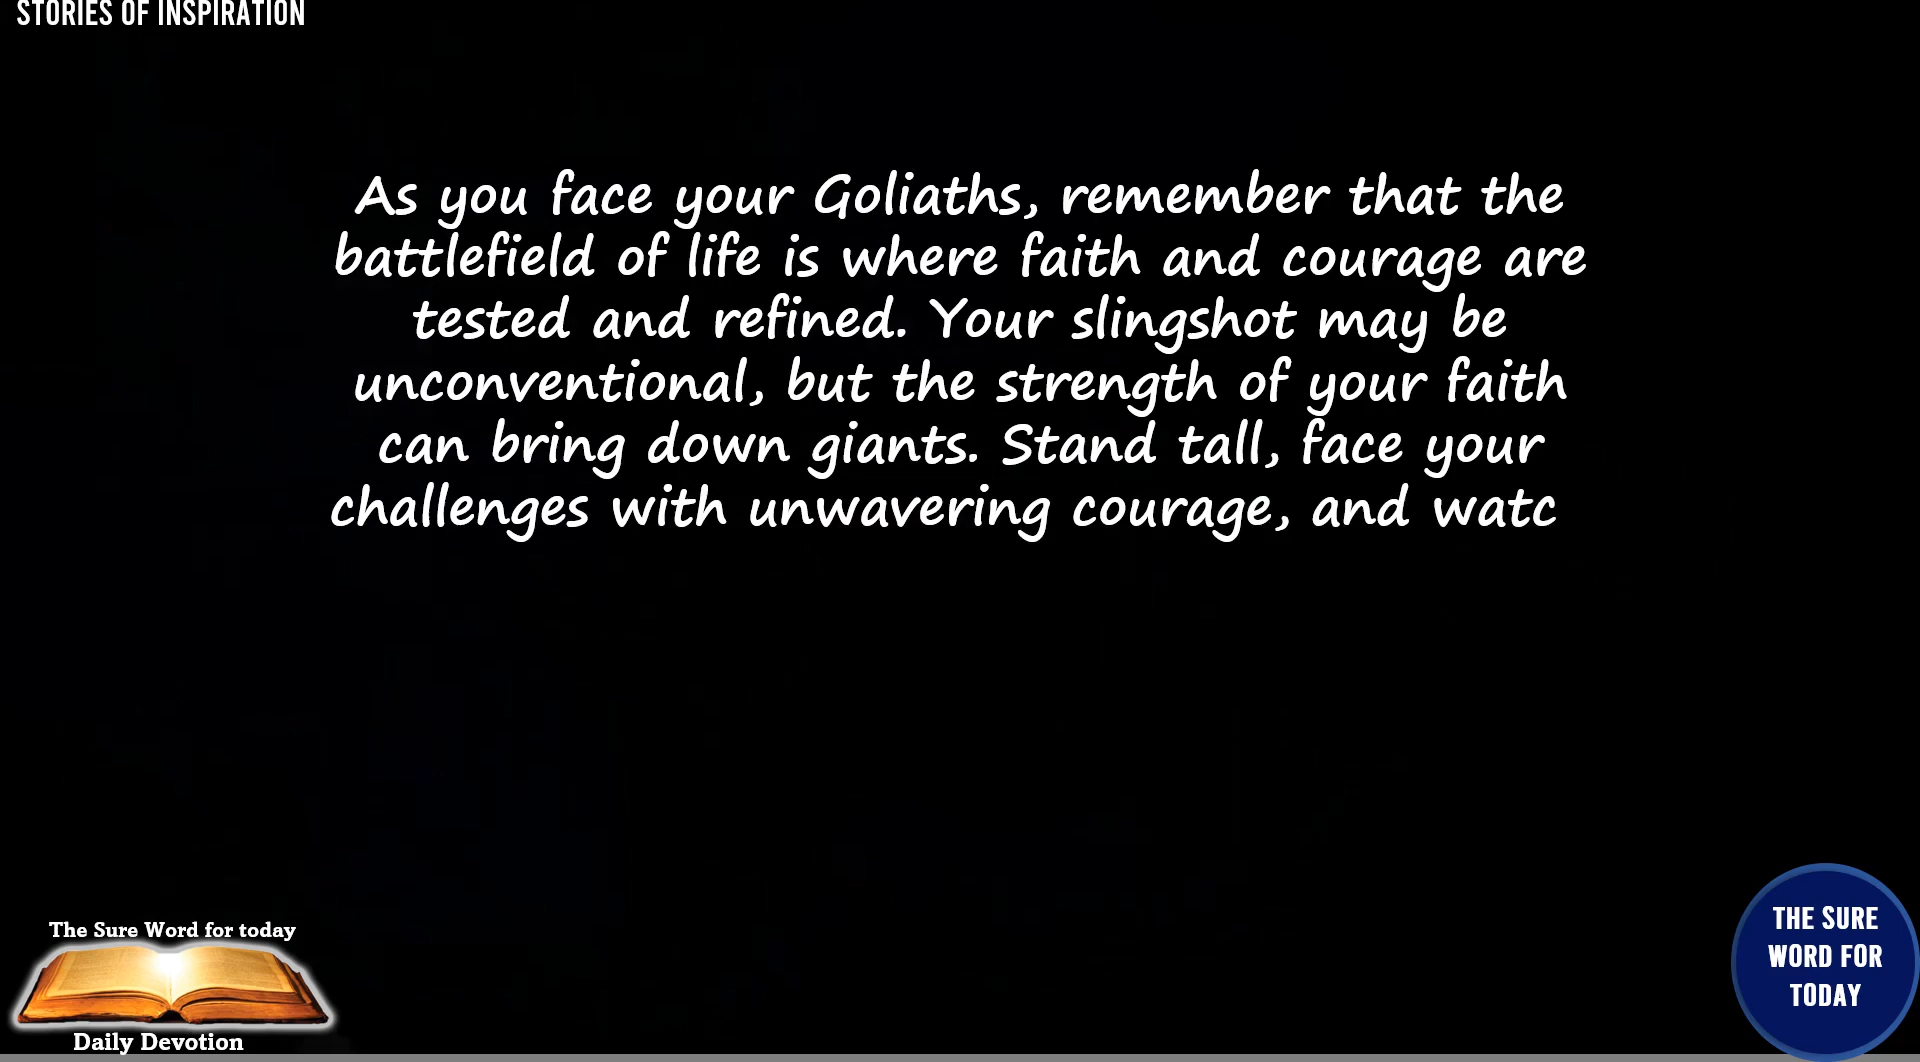 STORIES OF INSPIRATION
As you face your Goliaths, remember that the
battlefield of life is where faith and courage are
tested and refined. Your slingshot may be
unconventional, but the strength of your faith
can bring down giants. Stand tall, face your
challenges with unwavering courage, and watc
The Sure Word for today
Daily Devotion
THE SURE
WORD FOR
TODAY